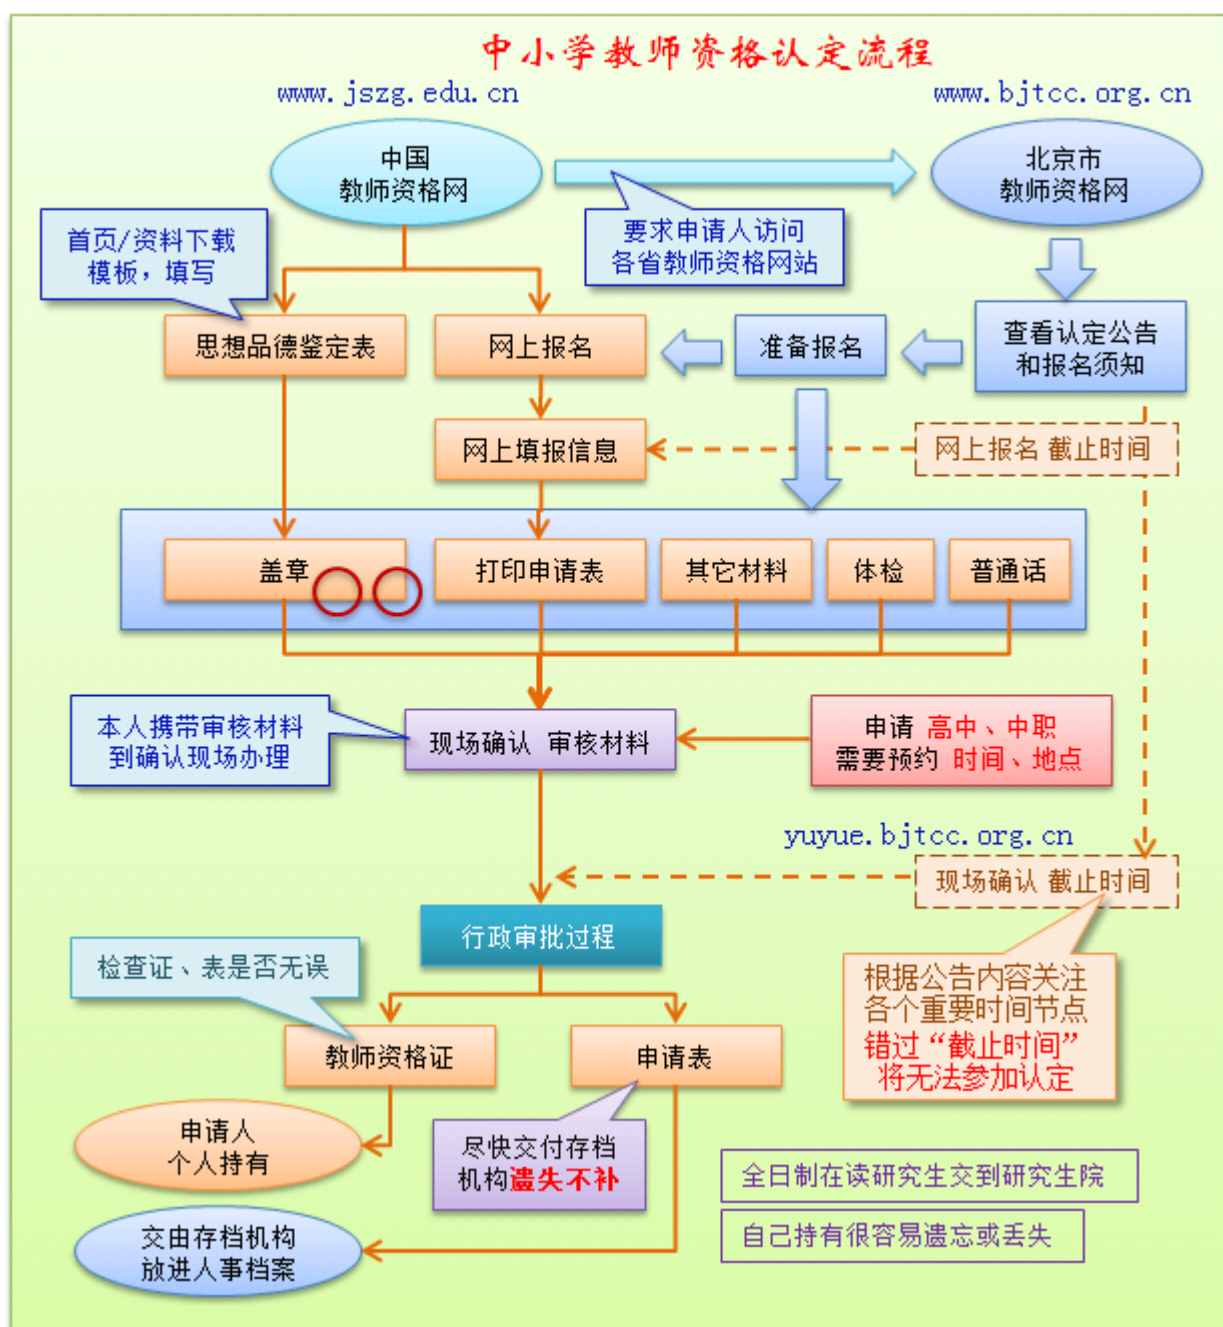 中小学教师资格认定流程
www.jszg.edu.cn
www.bjtcc.org.cn
中国
教师资格网
北京市
教师资格网
首页/资料下载
模板，填写
要求申请人访问
各省教师资格网站
思想品德鉴定表
网上报名
准备报名
查看认定公告
和报名须知
网上填报信息
网上报名 截止时间
盖章
打印申请表
其它材料
体检
普通话
本人携带审核材料
到确认现场办理
现场确认 审核材料
申请 高中、中职
需要预约 时间、地点
yuyue.bjtcc.org.cn
现场确认 截止时间
行政审批过程
检查证、表是否无误
根据公告内容关注
各个重要时间节点
错过“截止时间”
将无法参加认定
教师资格证
申请表
申请人
个人持有
尽快交付存档
机构遗失不补
全日制在读研究生交到研究生院
自己持有很容易遗忘或丢失
交由存档机构
放进人事档案